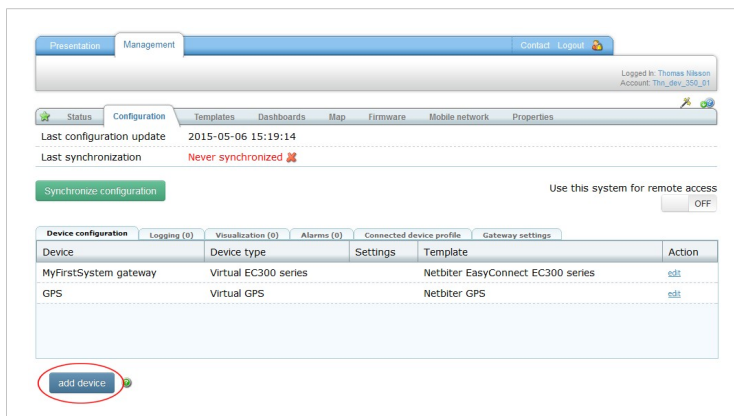 Presentation Management Contact Logout
Logged In: Thomas Nilsson
Account: Thn_dev_350_01
Status Configuration Templates Dashboards Map Firmware Mobile network Properties
Last configuration update 2015-05-06 15:19:14
Last synchronization Never synchronized
Synchronize configuration
Use this system for remote access
OFF
Device configuration Logging (0) Visualization (0) Alarms (0) Connected device profile Gateway settings
Device Device type Settings Template Action
MyFirstSystem gateway Virtual EC300 series Netbiter EasyConnect EC300 series edit
GPS Virtual GPS Netbiter GPS edit
add device